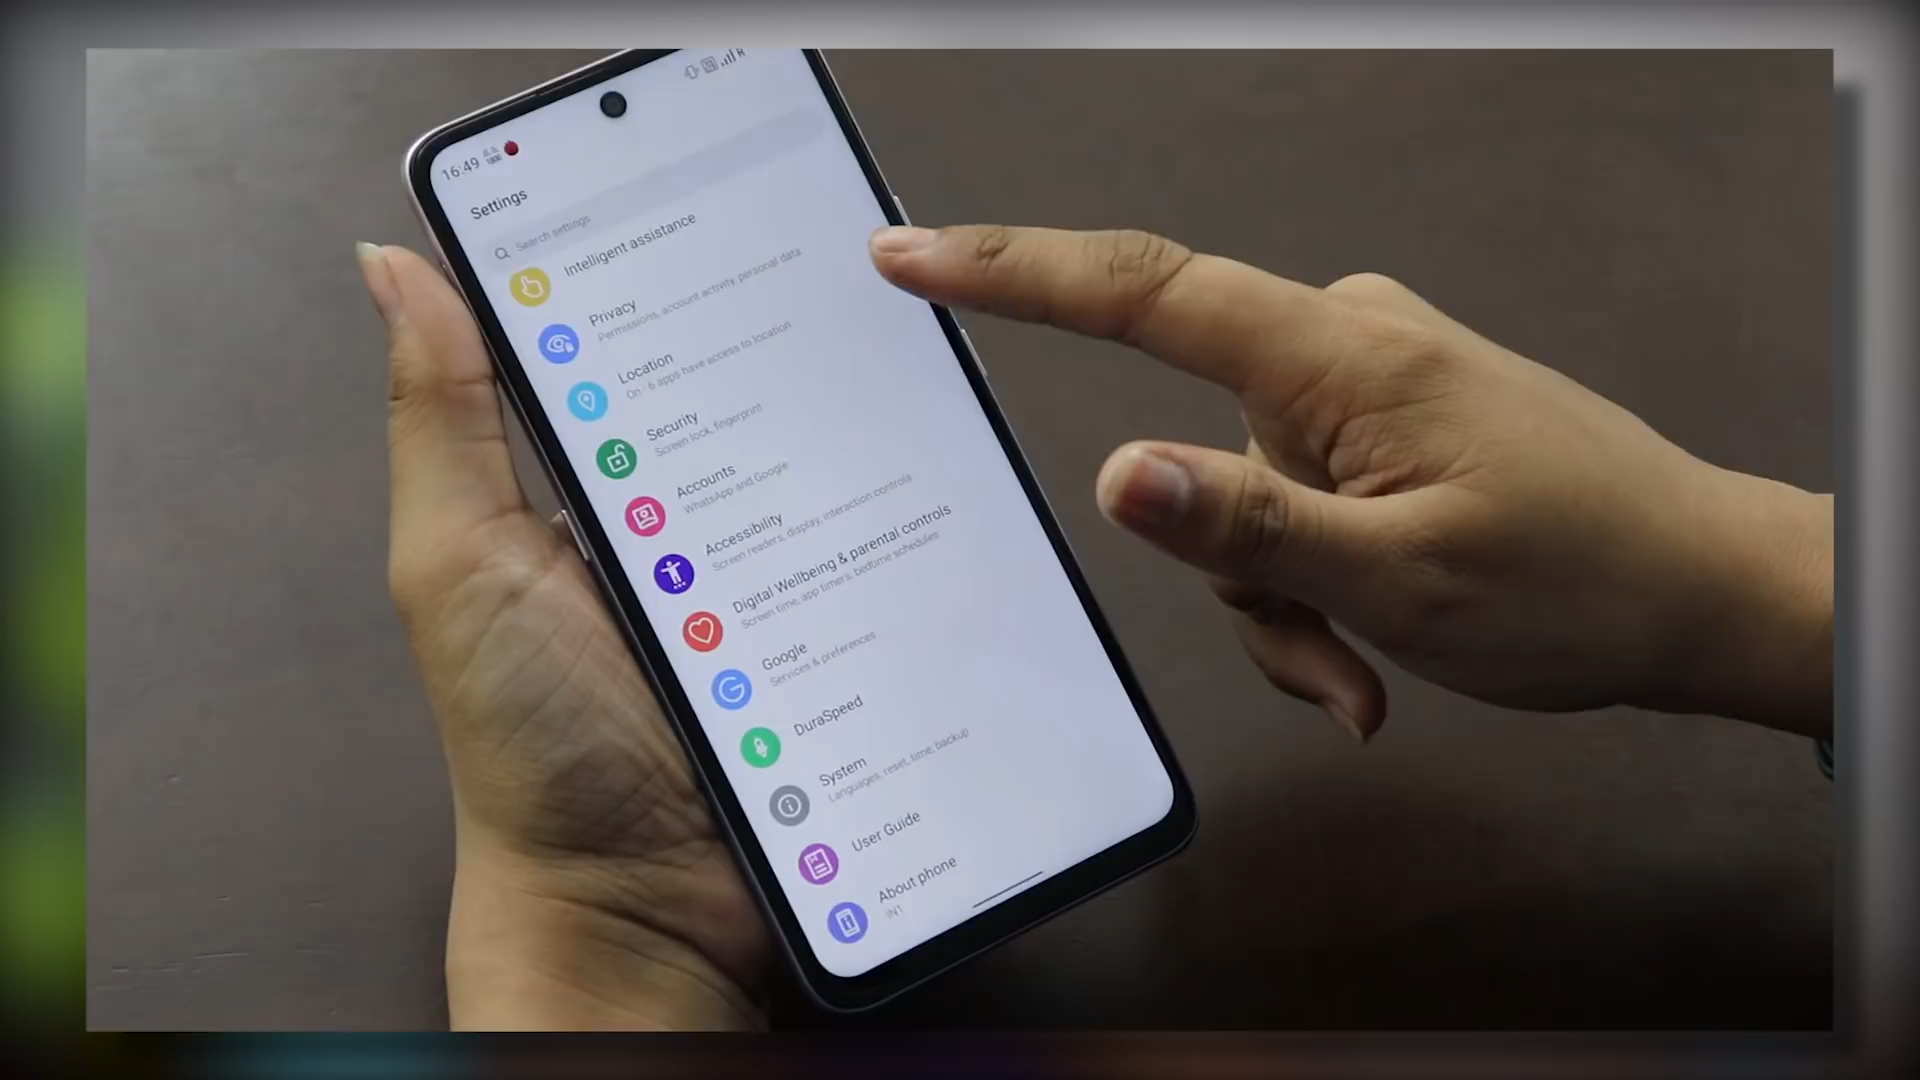 16:49
Settings
Search settings
Intelligent assistance
Privacy
Permissions, account activity, personal data
Location
On - 6 apps have access to location
Security
Screen lock, fingerprint
Accounts
WhatsApp and Google
Accessibility
Screen readers, display, interaction controls
Digital Wellbeing & parental controls
Screen time, app timers, bedtime schedules
Google
Services & preferences
DuraSpeed
System
Languages, reset, time, backup
User Guide
About phone
IN1